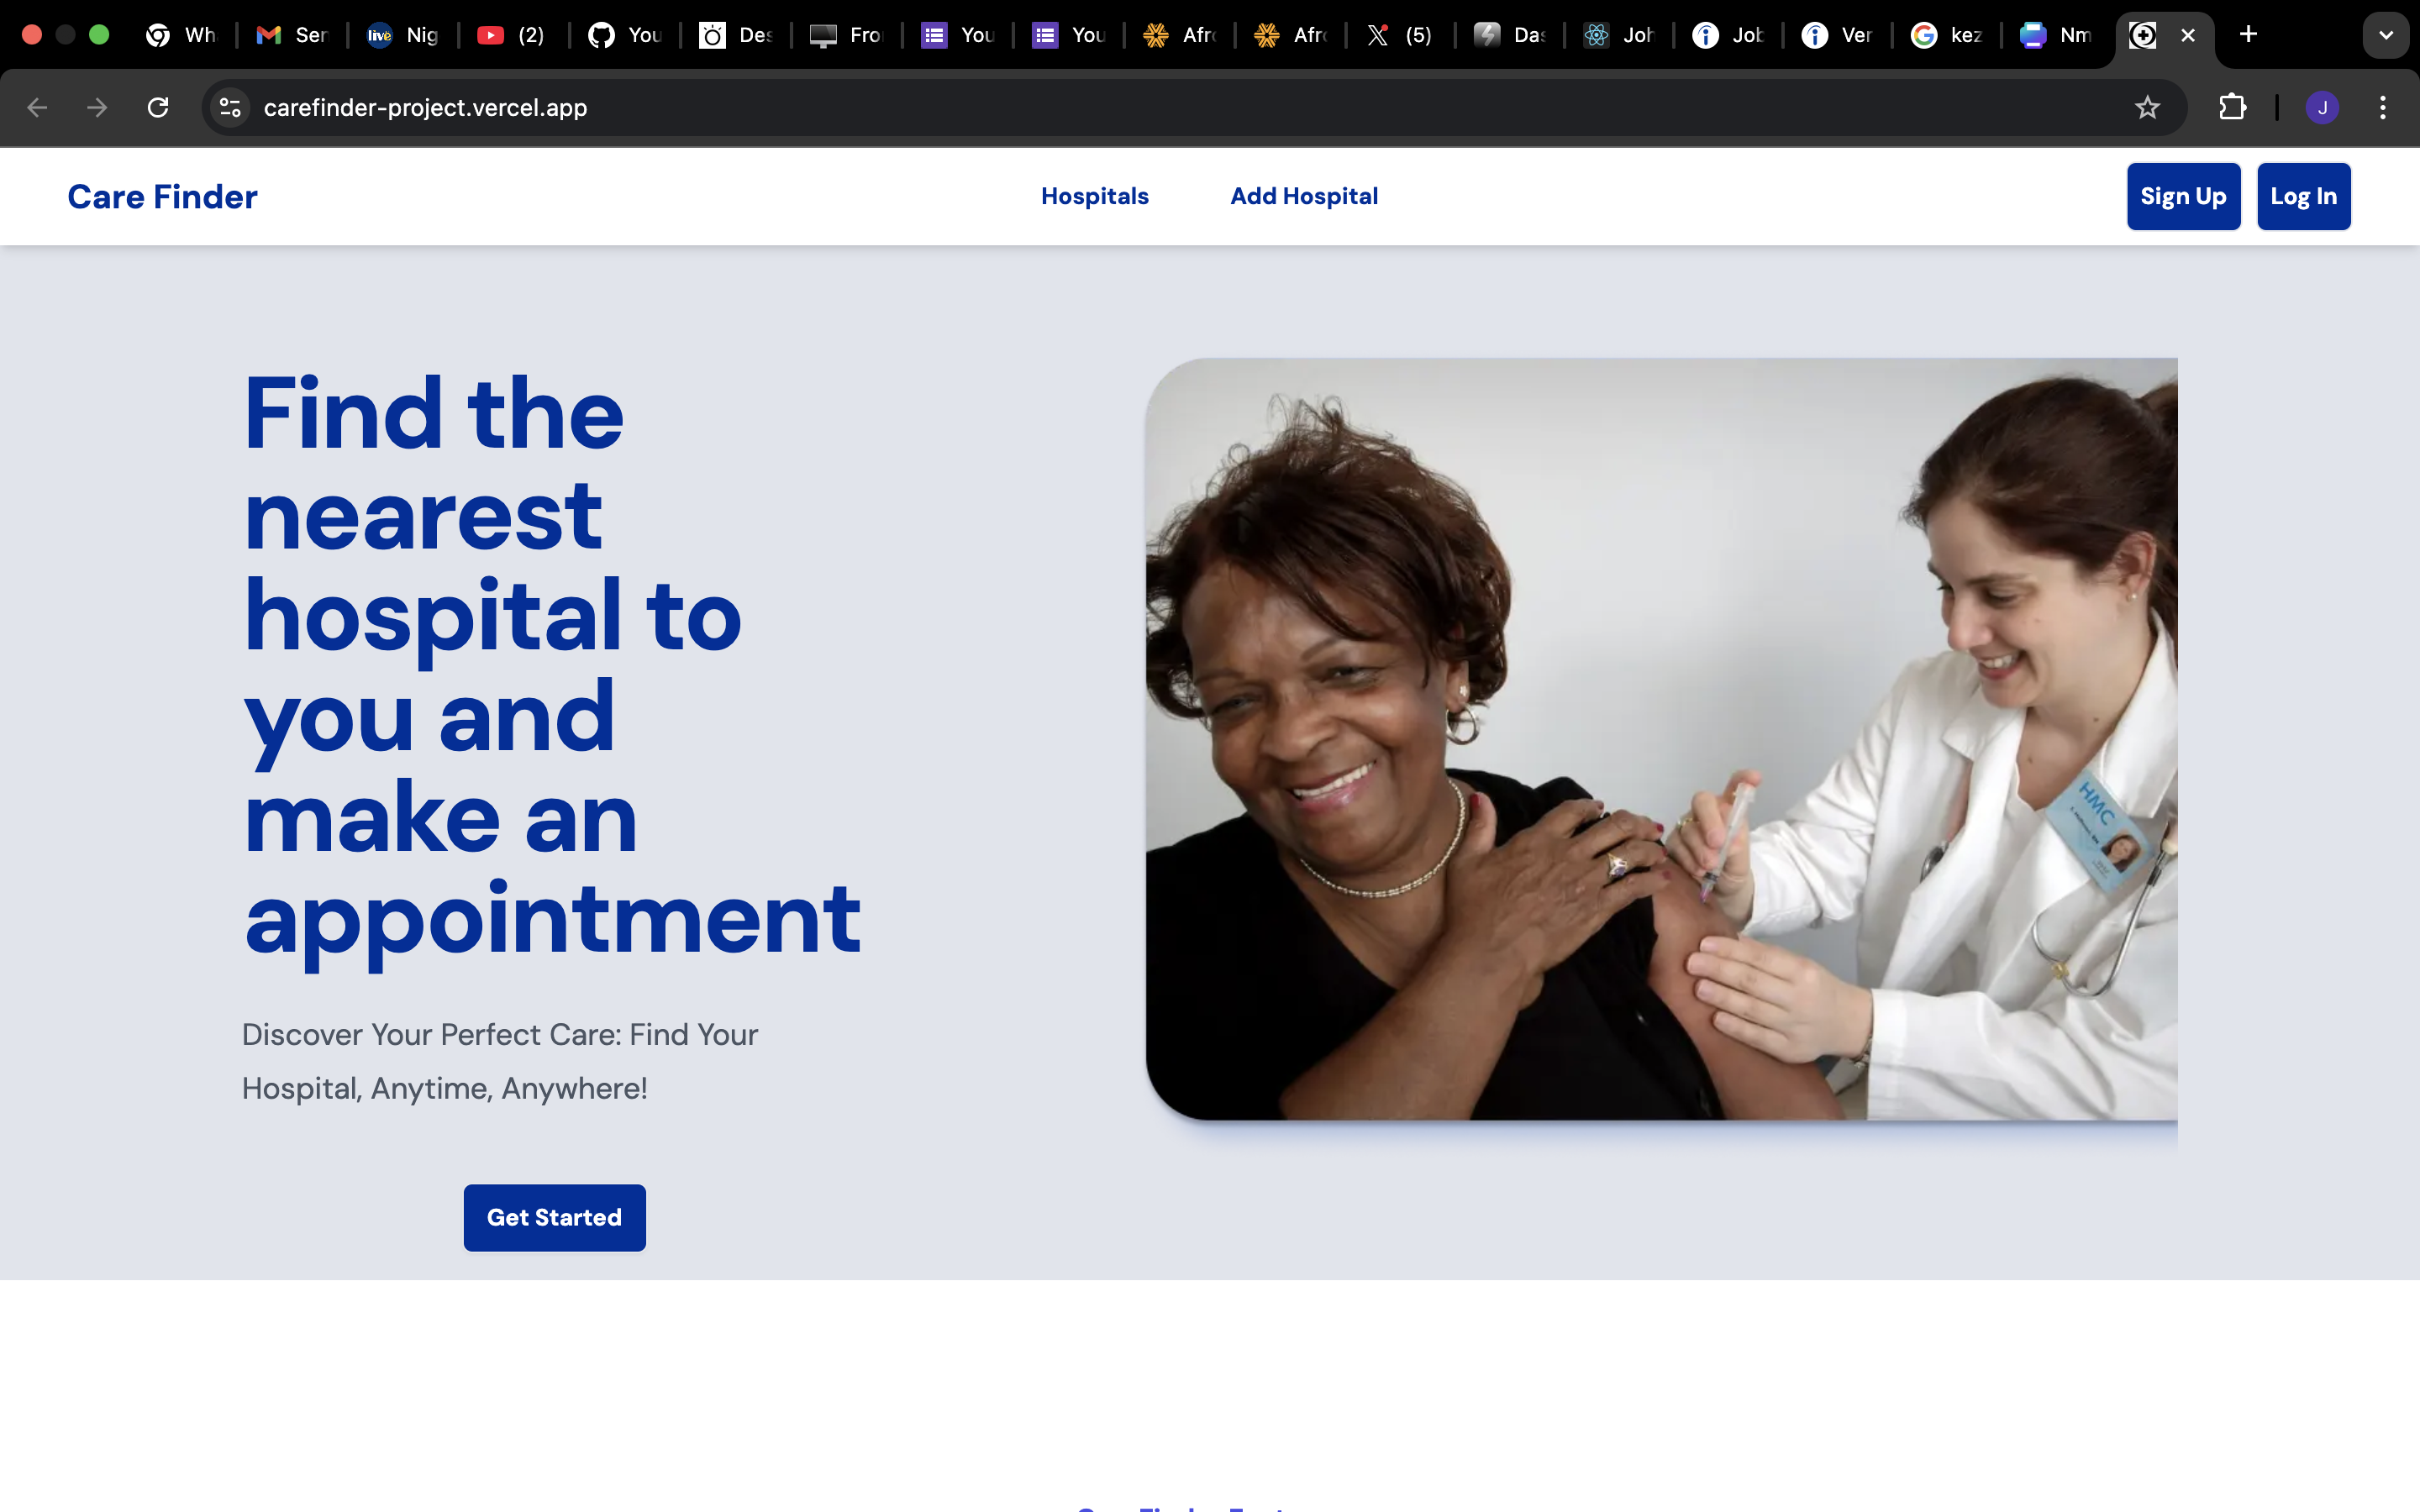 Wh
Ser
live
Nig
(2)
You
Des
Fro
You
You
Afr
Afr
X
(5)
Das
Joh
Job
Ver
G
kez
Nm
carefinder-project.vercel.app
J
Care Finder
Hospitals
Add Hospital
Sign Up
Log In
Find the
nearest
hospital to
you and
make an
appointment
HMC
Discover Your Perfect Care: Find Your
Hospital, Anytime, Anywhere!
Get Started